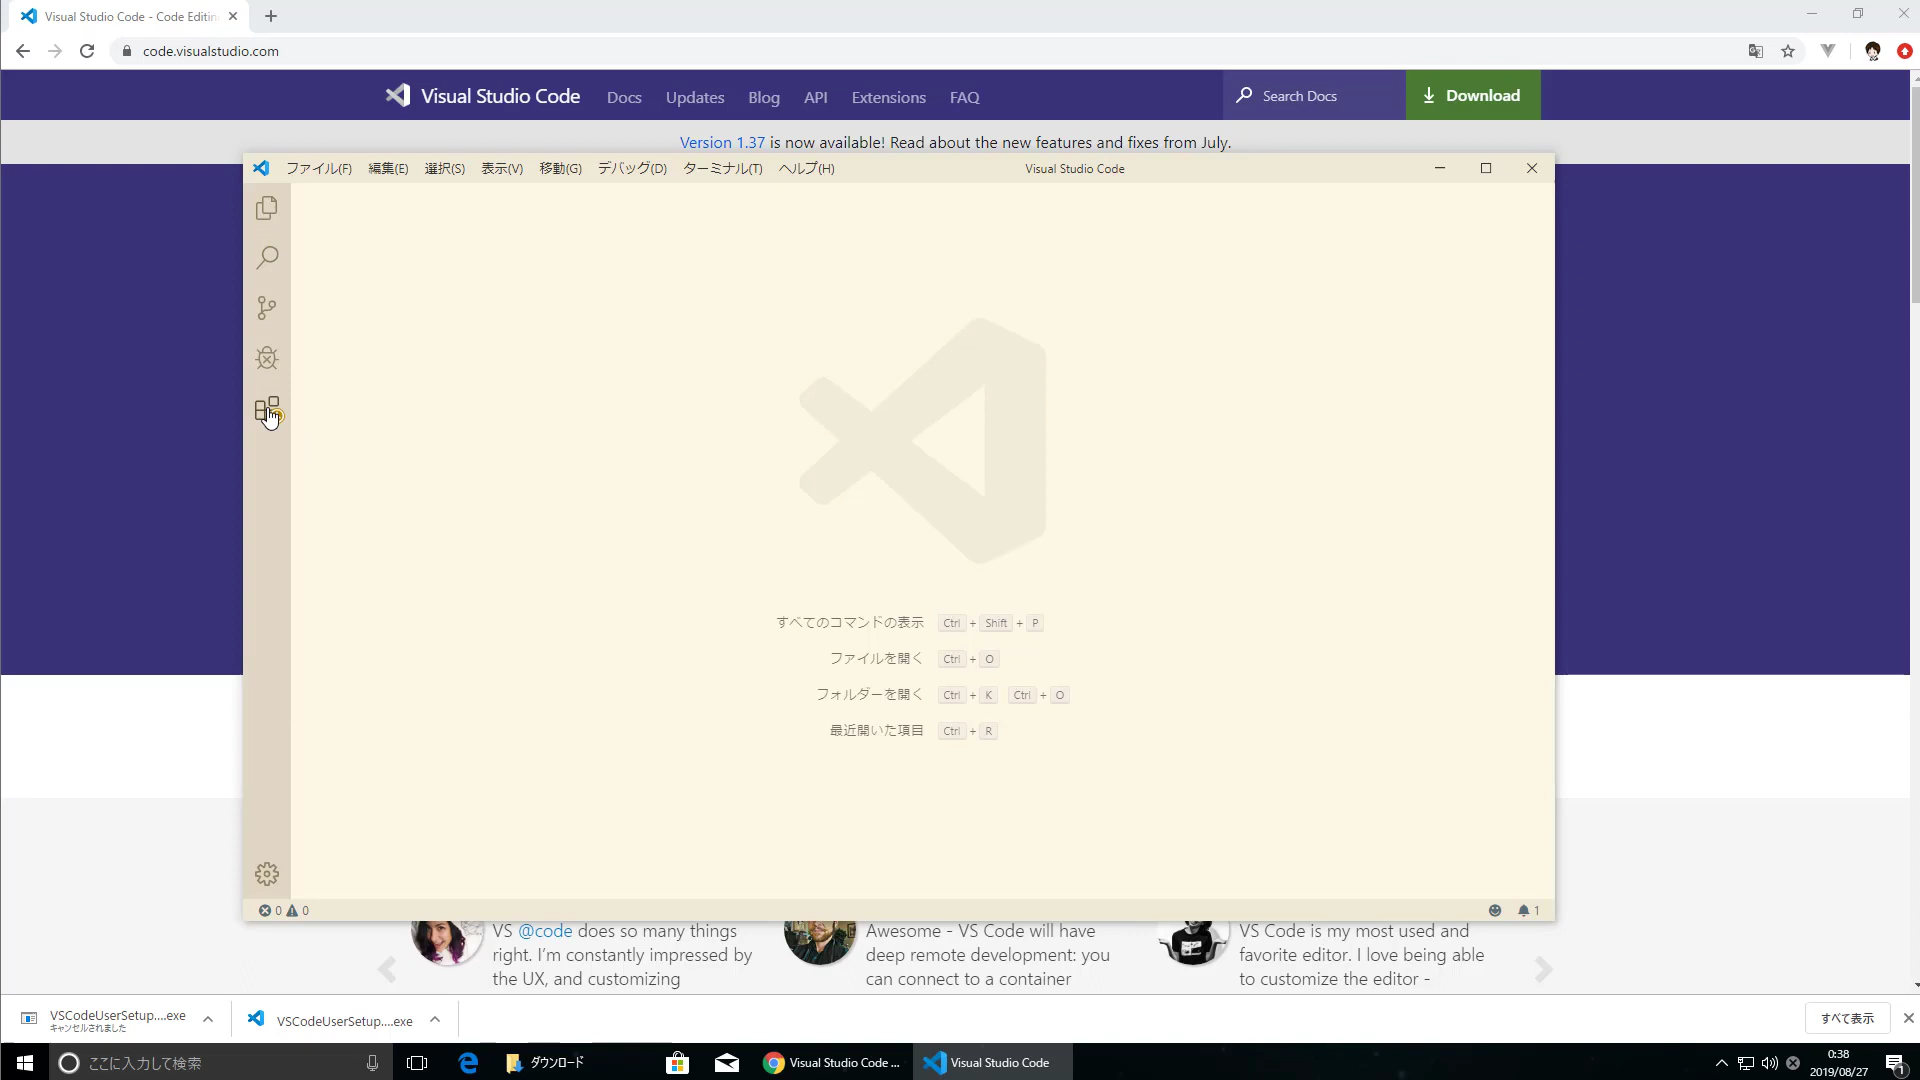 Visual Studio Code - Code Editin
code.visualstudio.com
Visual Studio Code
Docs
Updates
Blog
API
Extensions
FAQ
Search Docs
Download
Version 1.37 is now available! Read about the new features and fixes from July.
ファイル(F)
編集(E)
選択(S)
表示(V)
移動(G)
デバッグ(D)
ターミナル(T)
ヘルプ(H)
Visual Studio Code
すべてのコマンドの表示 Ctrl + Shift + P
ファイルを開く Ctrl + O
フォルダーを開く Ctrl + K Ctrl + O
最近開いた項目 Ctrl + R
0 0
1
VS @code does so many things
right. I’m constantly impressed by
the UX, and customizing
Awesome - VS Code will have
deep remote development: you
can connect to a container
VS Code is my most used and
favorite editor. I love being able
to customize the editor -
VSCodeUserSetup....exe
キャンセルされました
VSCodeUserSetup....exe
すべて表示
ここに入力して検索
ダウンロード
Visual Studio Code ...
Visual Studio Code
0:38
2019/08/27
1